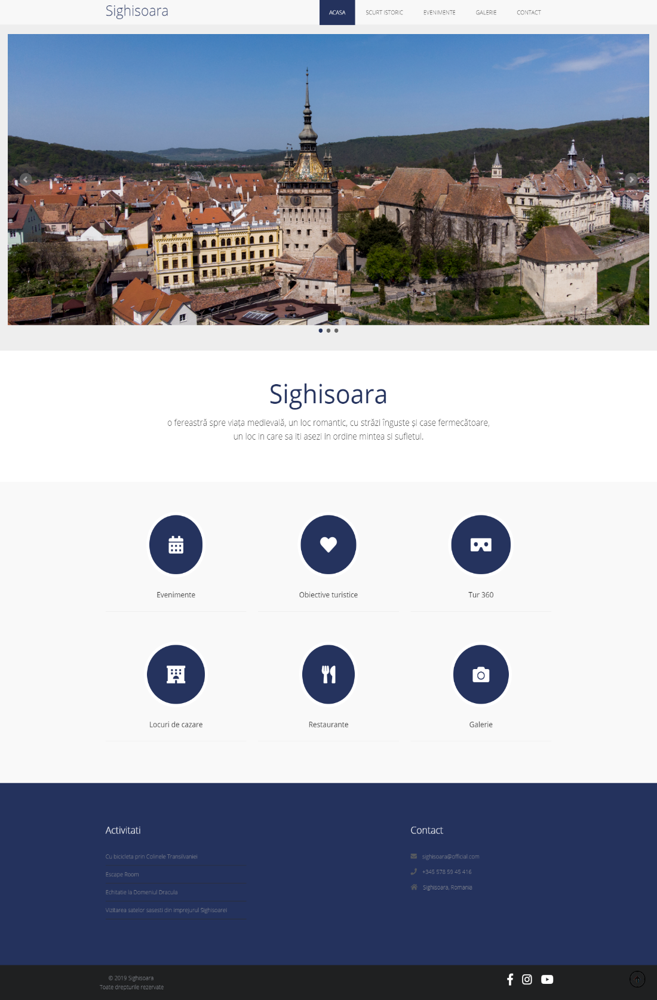 Sighisoara
ACASA
SCURT ISTORIC
EVENIMENTE
GALERIE
CONTACT
Sighisoara
o fereastră spre viața medievală, un loc romantic, cu străzi înguste și case fermecătoare,
un loc in care sa iti asezi in ordine mintea si sufletul.
Evenimente
Obiective turistice
Tur 360
Locuri de cazare
Restaurante
Galerie
Activitati
Cu bicicleta prin Colinele Transilvaniei
Escape Room
Echitatie la Domeniul Dracula
Vizitarea satelor sasesti din imprejurul Sighisoarei
Contact
sighisoara@official.com
+345 578 59 45 416
Sighisoara, Romania
© 2019 Sighisoara
Toate drepturile rezervate